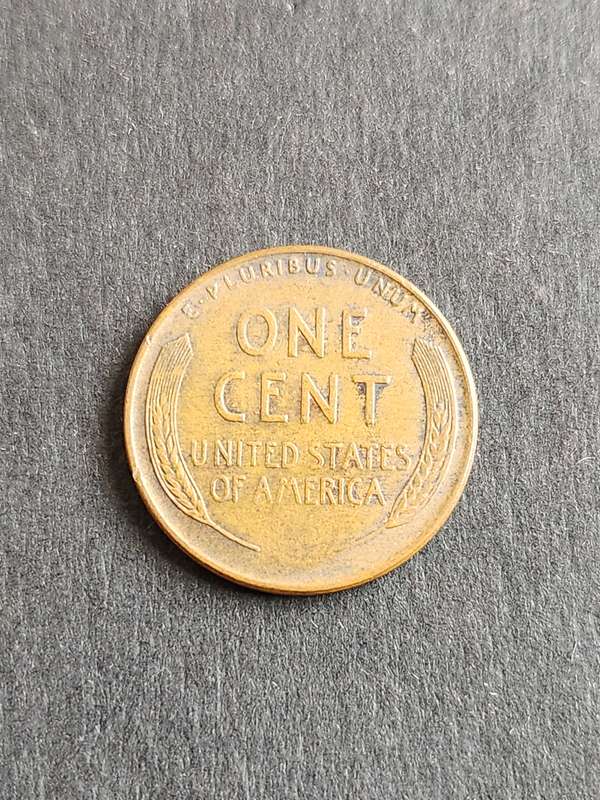 E·PLURIBUS·UNUM
ONE
CENT
UNITED STATES
OF AMERICA